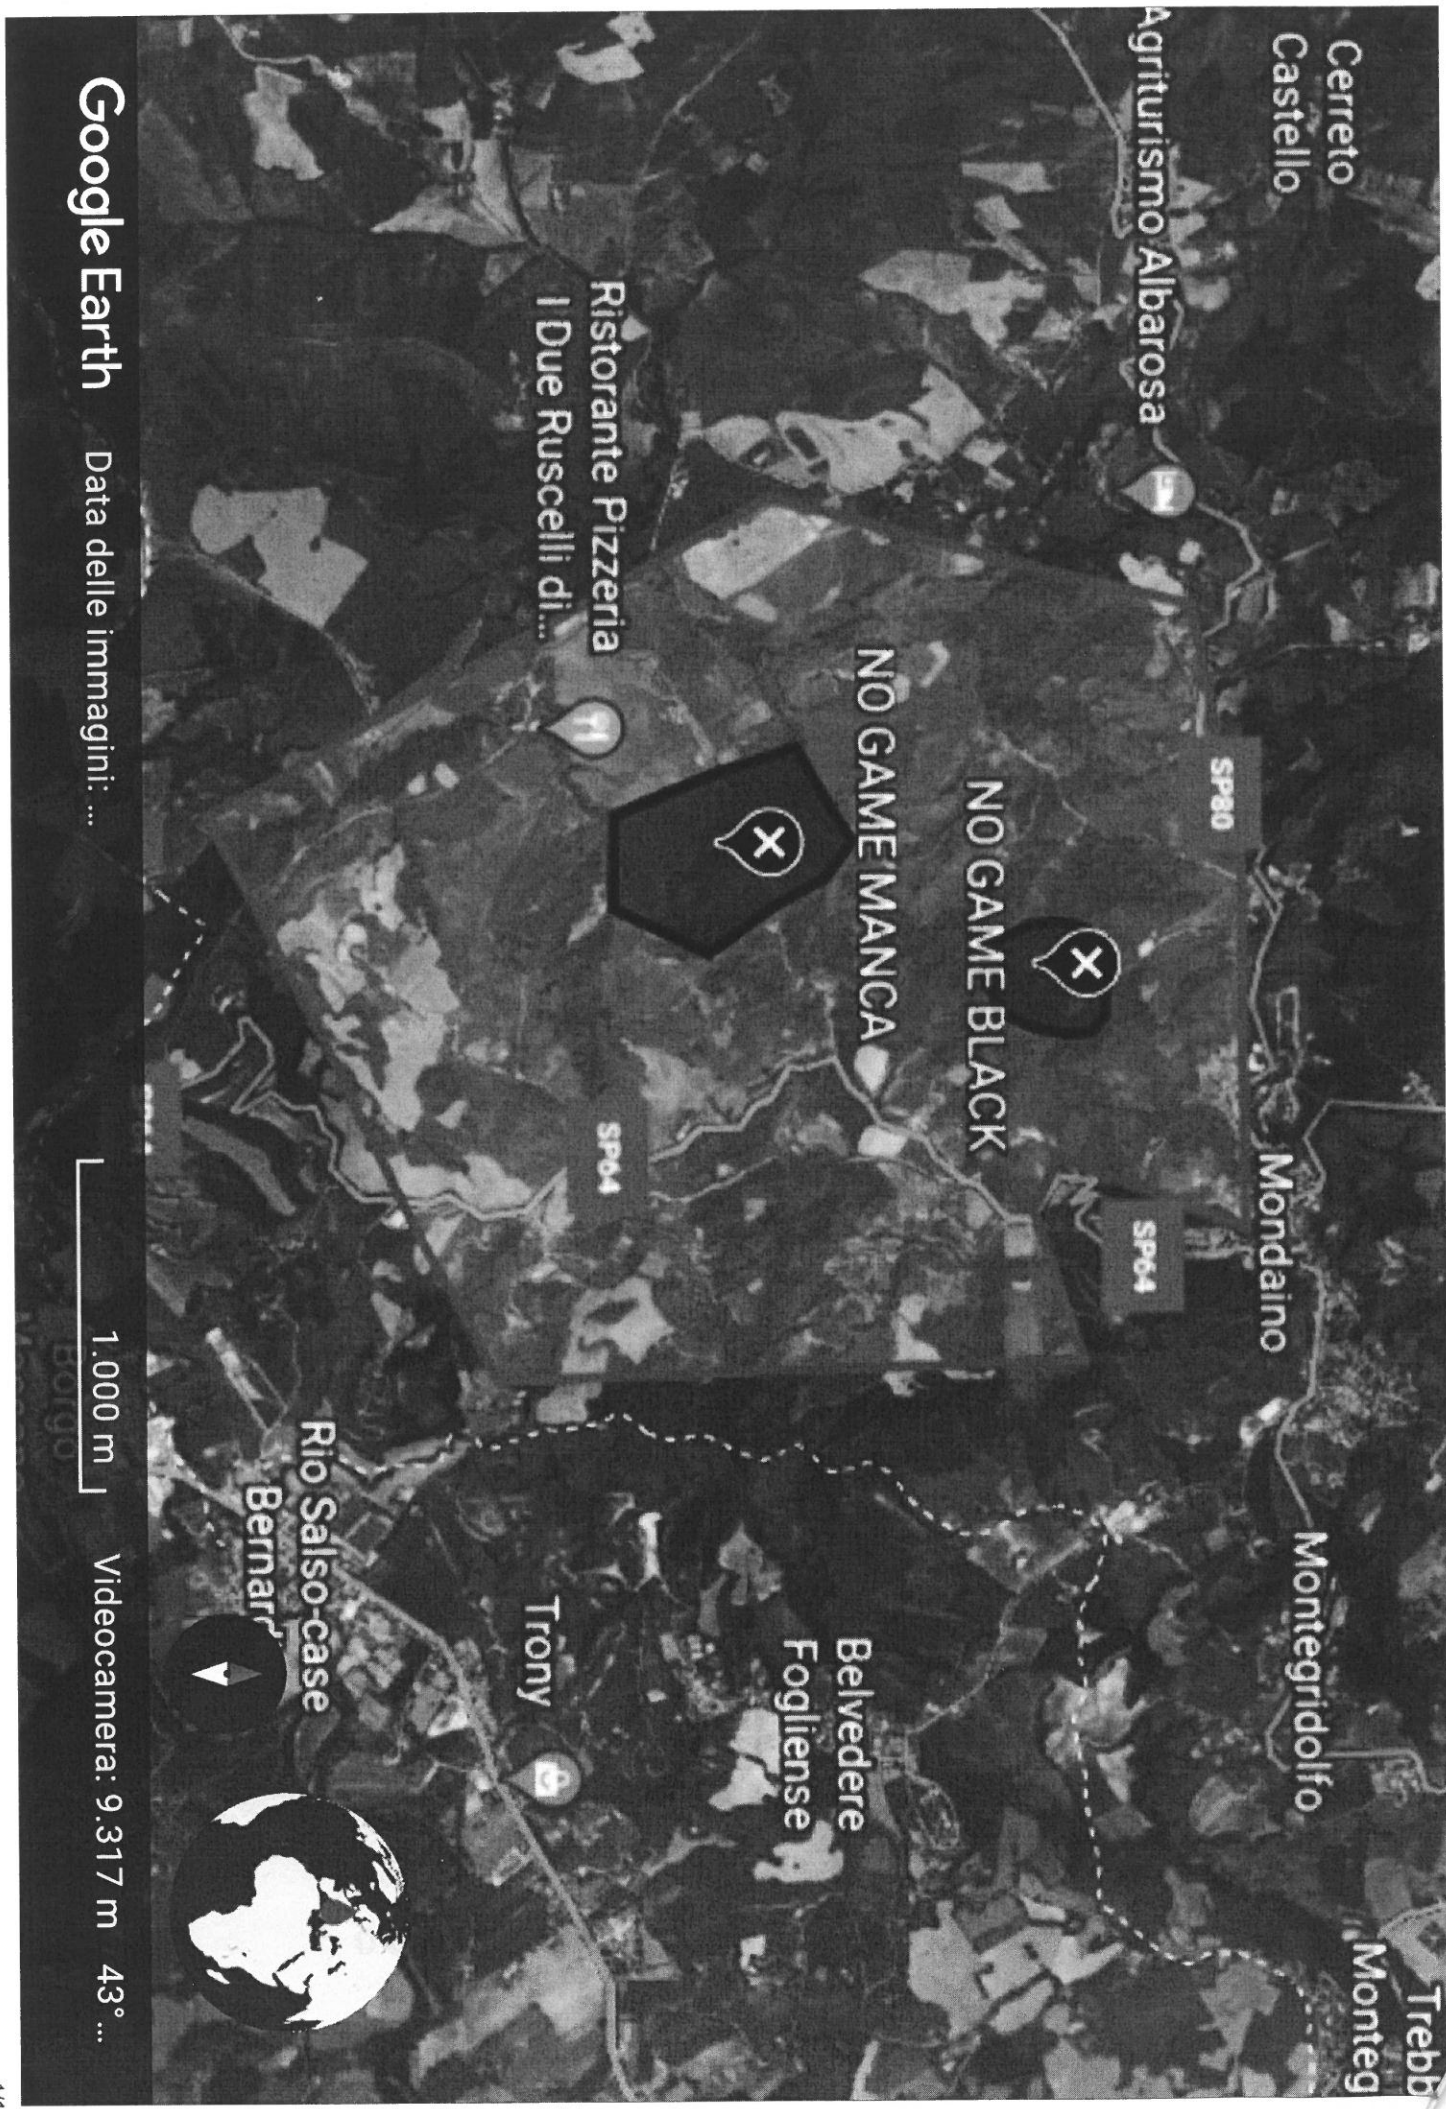 Cerreto
Castello
Agriturismo Albarosa
SP80
Mondaino
Montegridolfo
Trebb
Monteg
SP64
NO GAME BLACK
NO GAME MANCA
Ristorante Pizzeria
I Due Ruscelli di...
SP64
Belvedere
Fogliense
Trony
Rio Salso-case
Bernardi
Google Earth
Data delle immagini: ...
1.000 m
Videocamera: 9.317 m
43°...